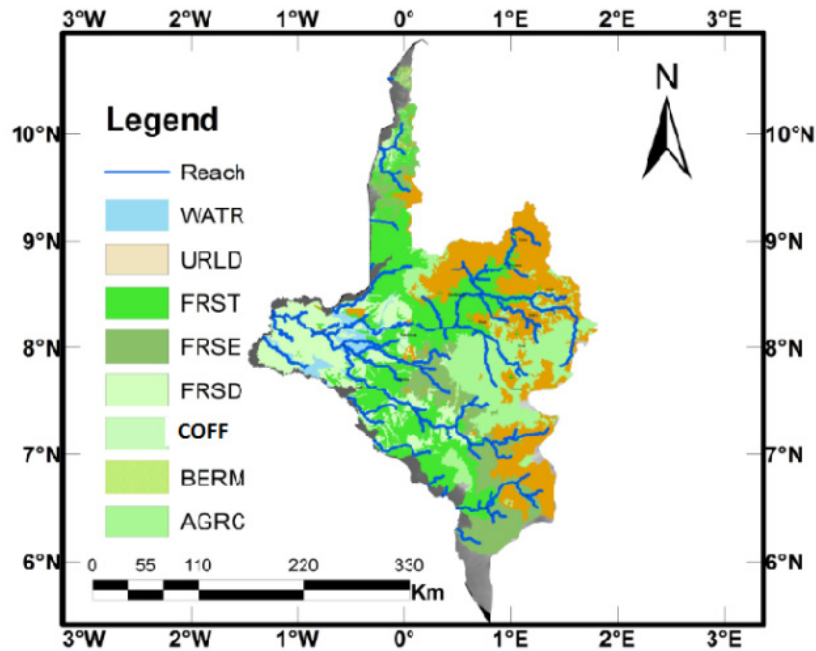 3°W 2°W 1°W 0° 1°E 2°E 3°E
N
Legend
10°N 10°N
Reach
WATR
9°N 9°N
URLD
FRST
8°N FRSE 8°N
FRSD
COFF
7°N 7°N
BERM
AGRC
6°N 6°N
0 55 110 220 330
Km
3°W 2°W 1°W 0° 1°E 2°E 3°E